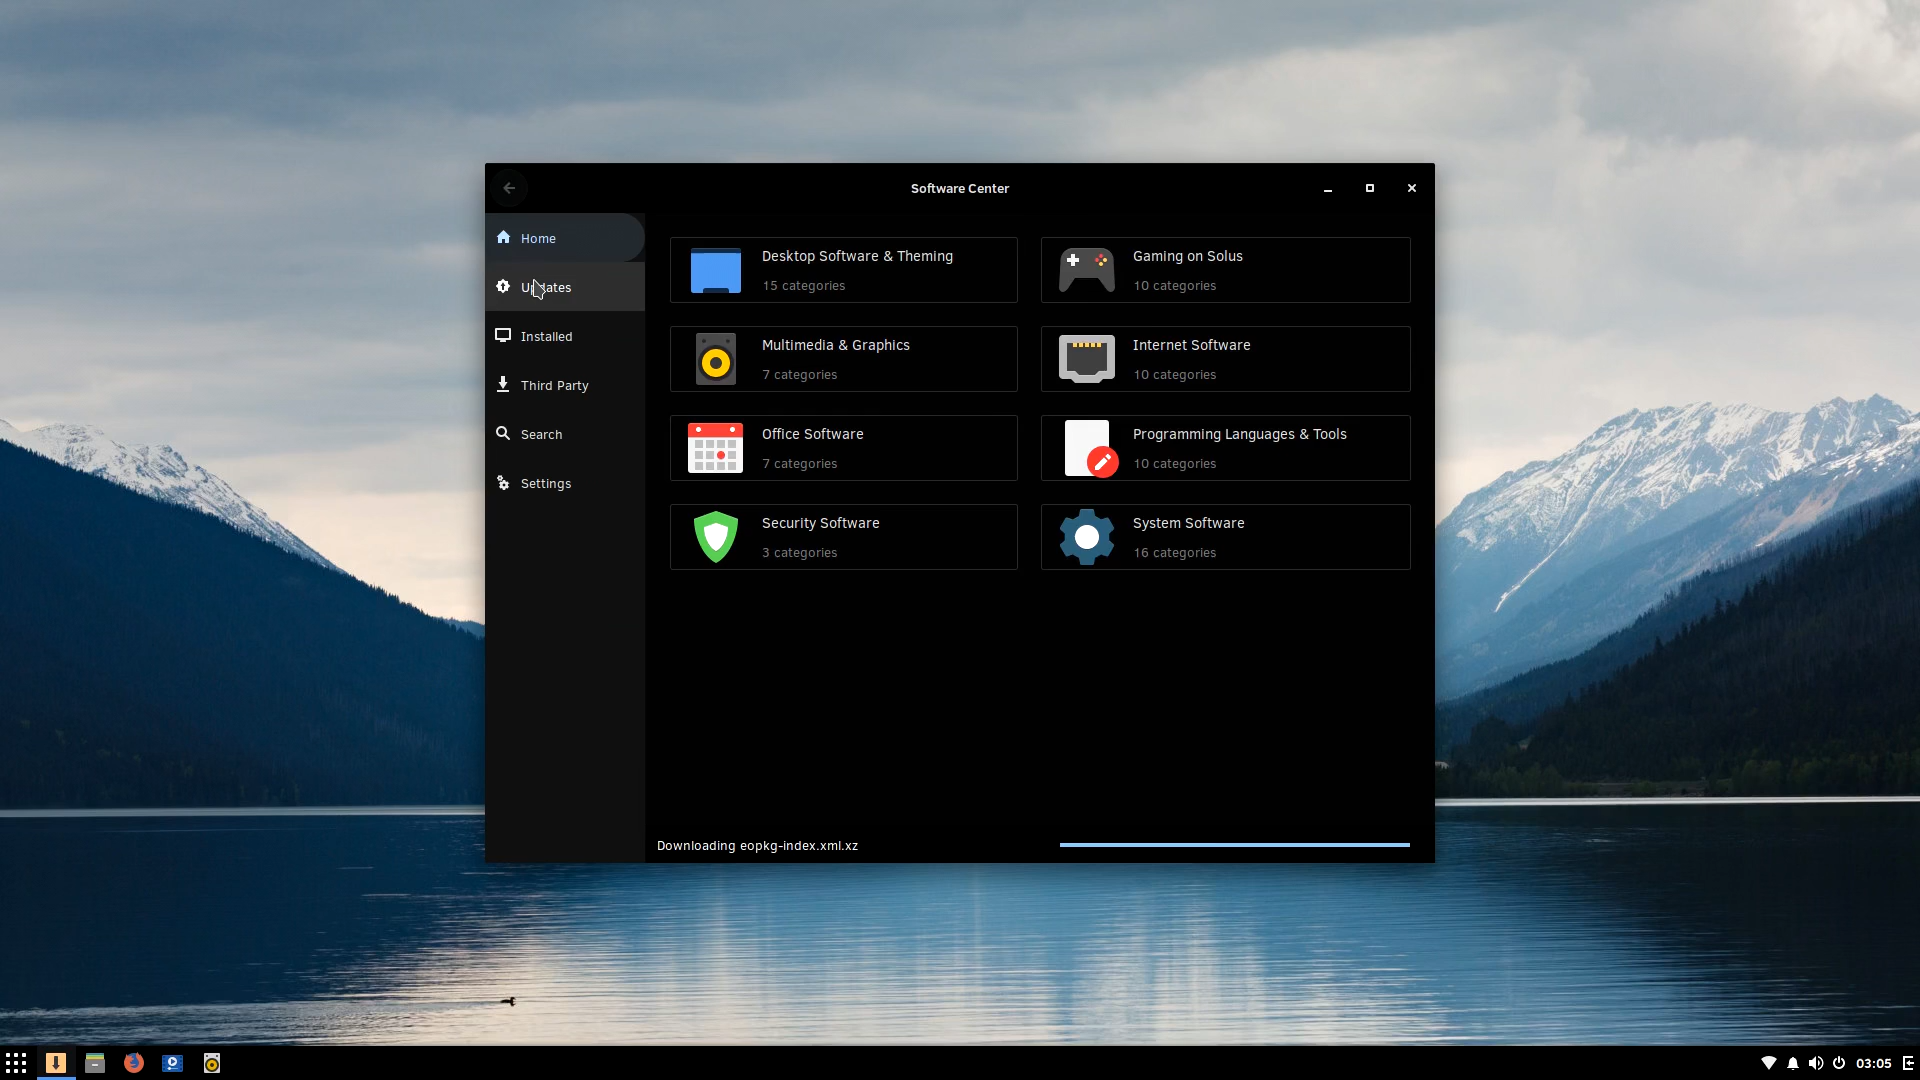 Software Center
Home
Updates
Installed
Third Party
Search
Settings
Desktop Software & Theming
15 categories
Gaming on Solus
10 categories
Multimedia & Graphics
7 categories
Internet Software
10 categories
Office Software
7 categories
Programming Languages & Tools
10 categories
Security Software
3 categories
System Software
16 categories
Downloading eopkg-index.xml.xz
03:05